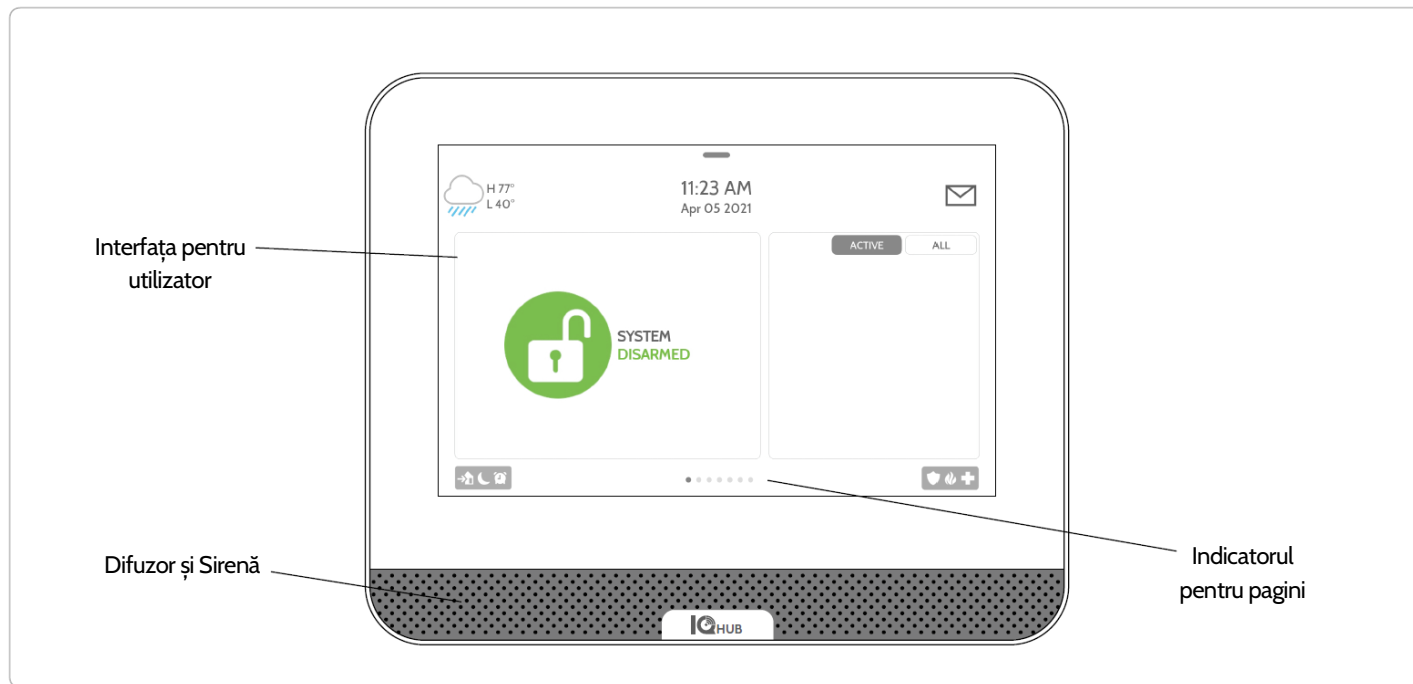 H 77°
L 40°
11:23 AM
Apr 05 2021
Interfața pentru
utilizator
ACTIVE
ALL
SYSTEM
DISARMED
Difuzor și Sirenă
Indicatorul
pentru pagini
IQ HUB